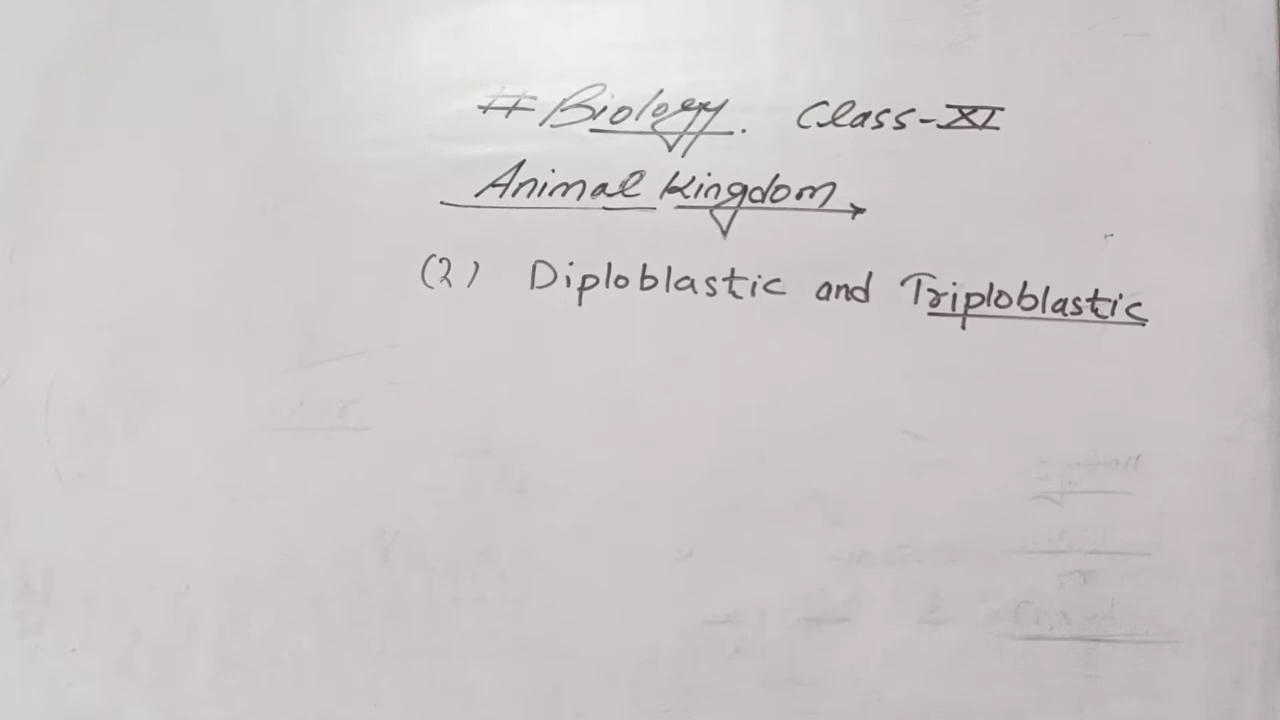 # Biology. Class-XI
Animal Kingdom
(2) Diploblastic and Triploblastic